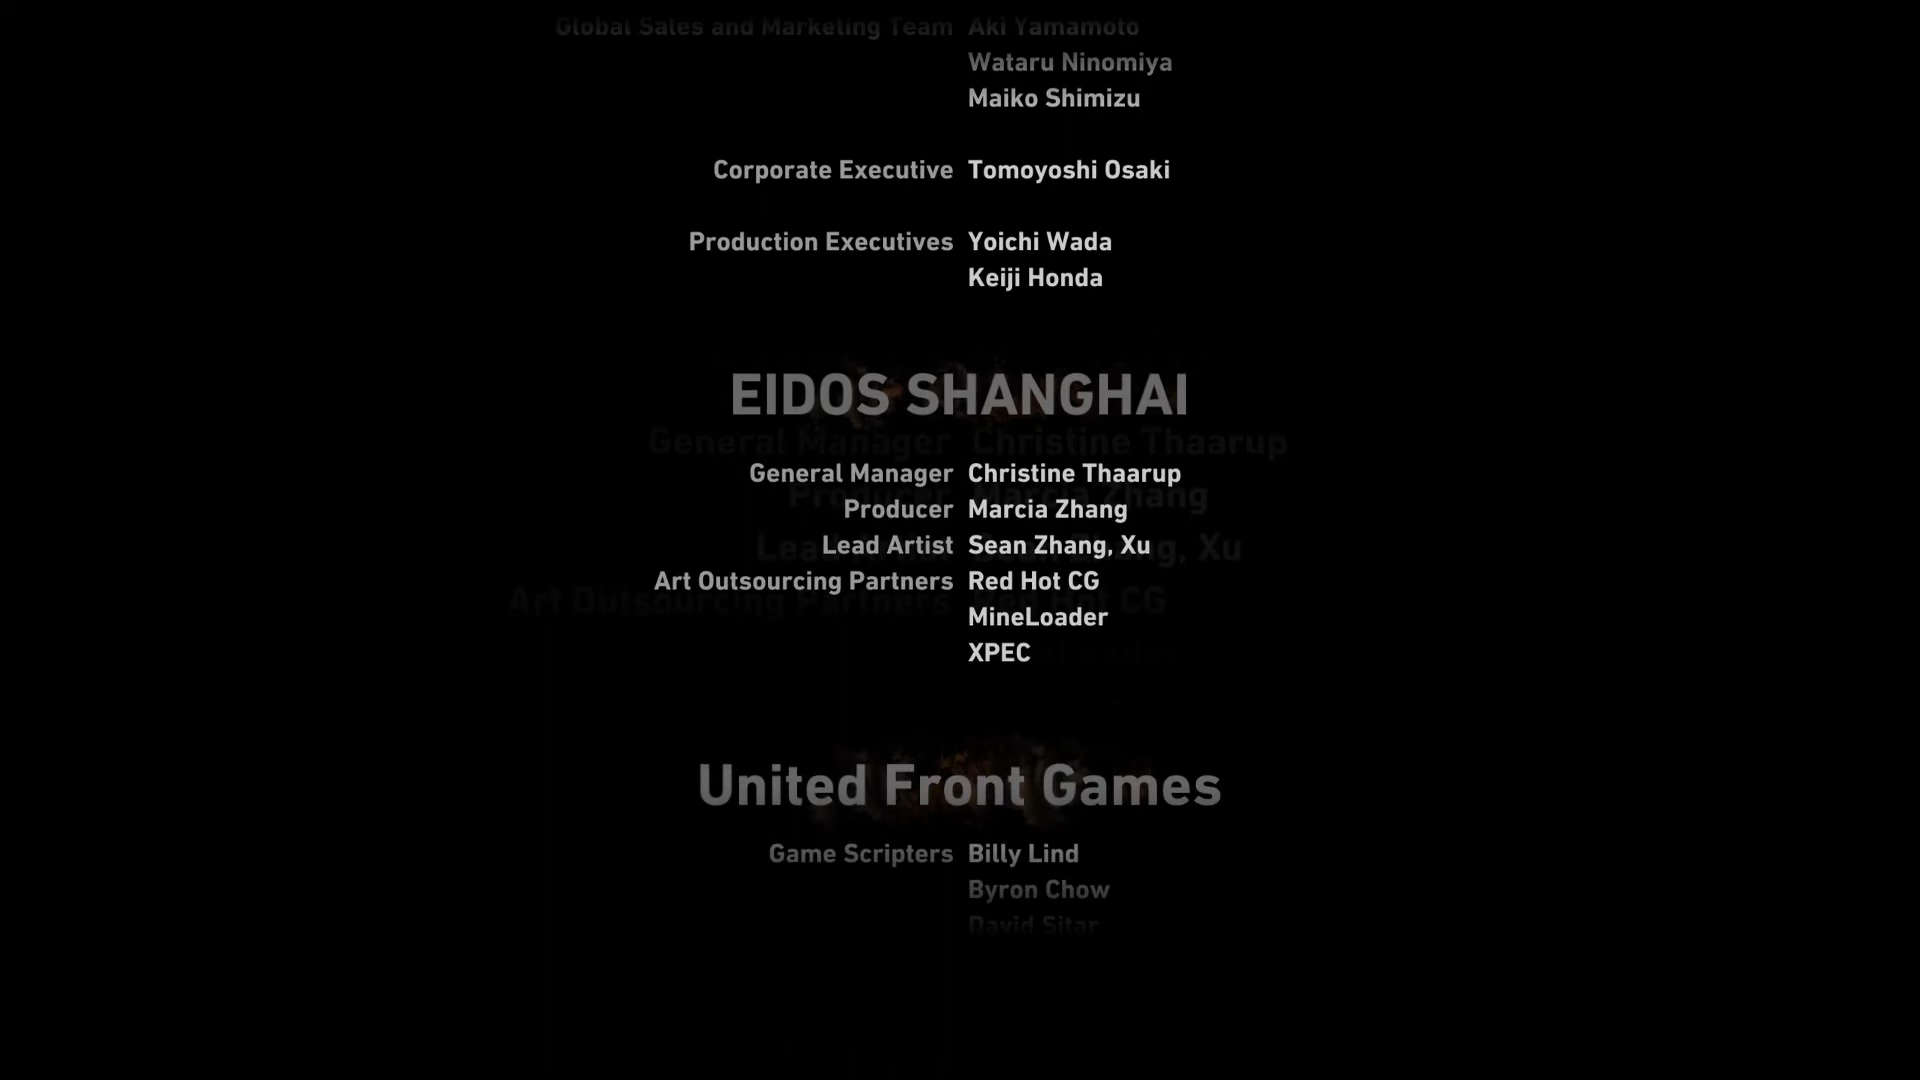 Global Sales and Marketing Team Aki Yamamoto
Wataru Ninomiya
Maiko Shimizu
Corporate Executive Tomoyoshi Osaki
Production Executives Yoichi Wada
Keiji Honda
EIDOS SHANGHAI
General Manager Christine Thaarup
Producer Marcia Zhang
Lead Artist Sean Zhang, Xu
Art Outsourcing Partners Red Hot CG
MineLoader
XPEC
United Front Games
Game Scripters Billy Lind
Byron Chow
David Sitar